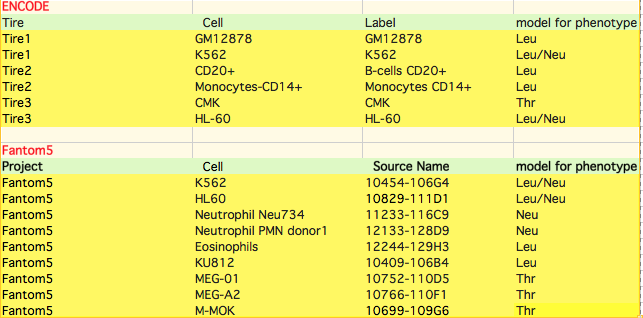 ENCODE
Tire Cell Label model for phenotype
Tire1 GM12878 GM12878 Leu
Tire1 K562 K562 Leu/Neu
Tire2 CD20+ B-cells CD20+ Leu
Tire2 Monocytes-CD14+ Monocytes CD14+ Leu
Tire3 CMK CMK Thr
Tire3 HL-60 HL-60 Leu/Neu
Fantom5
Project Cell Source Name model for phenotype
Fantom5 K562 10454-106G4 Leu/Neu
Fantom5 HL60 10829-111D1 Leu/Neu
Fantom5 Neutrophil Neu734 11233-116C9 Neu
Fantom5 Neutrophil PMN donor1 12133-128D9 Neu
Fantom5 Eosinophils 12244-129H3 Leu
Fantom5 KU812 10409-106B4 Leu
Fantom5 MEG-01 10752-110D5 Thr
Fantom5 MEG-A2 10766-110F1 Thr
Fantom5 M-MOK 10699-109G6 Thr